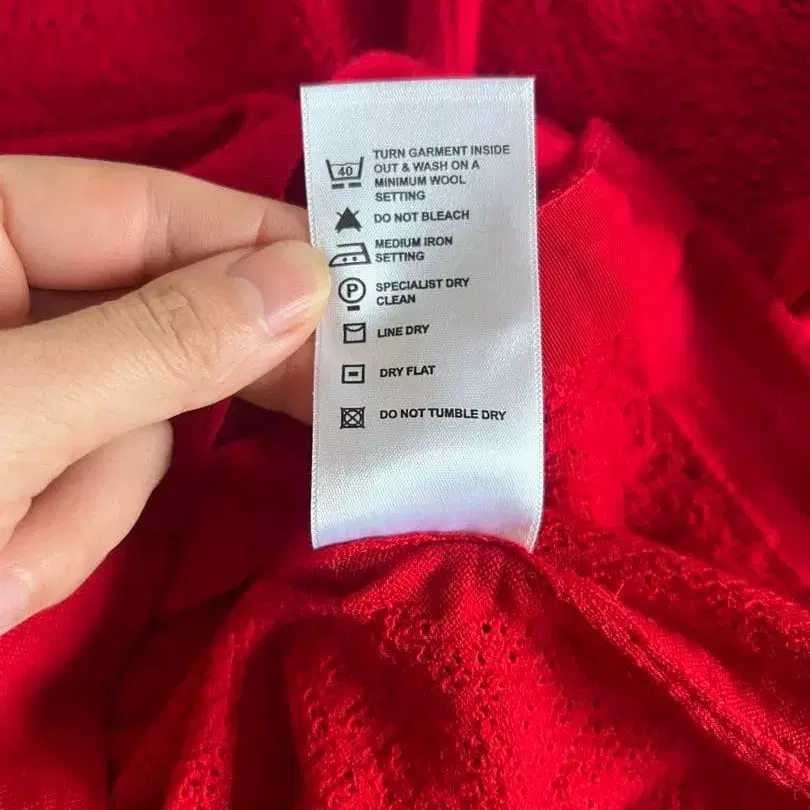 40
TURN GARMENT INSIDE
OUT & WASH ON A
MINIMUM WOOL
SETTING
DO NOT BLEACH
MEDIUM IRON
SETTING
P
SPECIALIST DRY
CLEAN
LINE DRY
DRY FLAT
DO NOT TUMBLE DRY